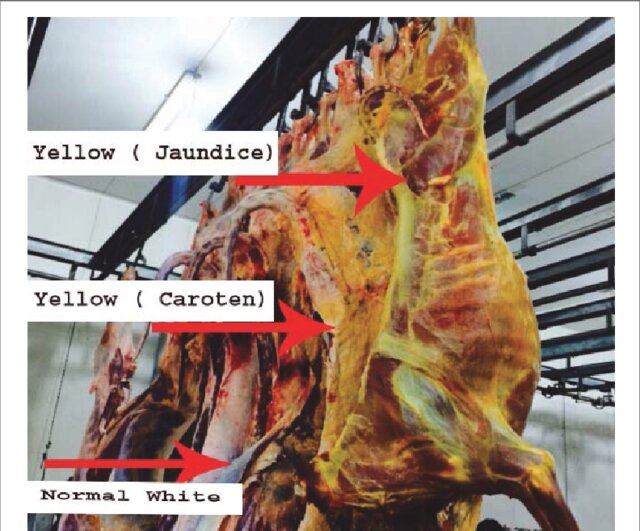 Yellow ( Jaundice)
Yellow ( Caroten)
Normal White